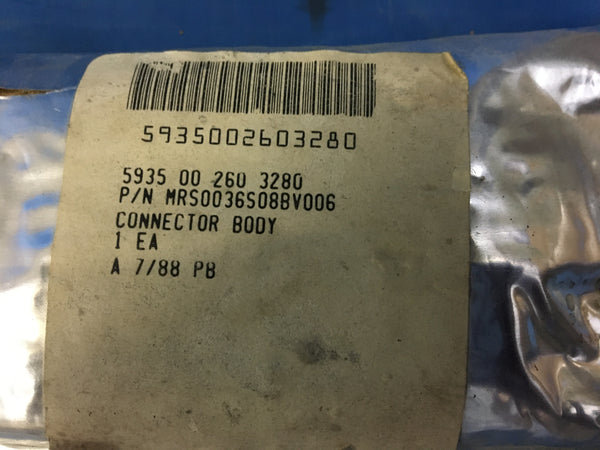 5935002603280
5935 00 260 3280
P/N MRS0036S08BV006
CONNECTOR BODY
1 EA
A 7/88 PB